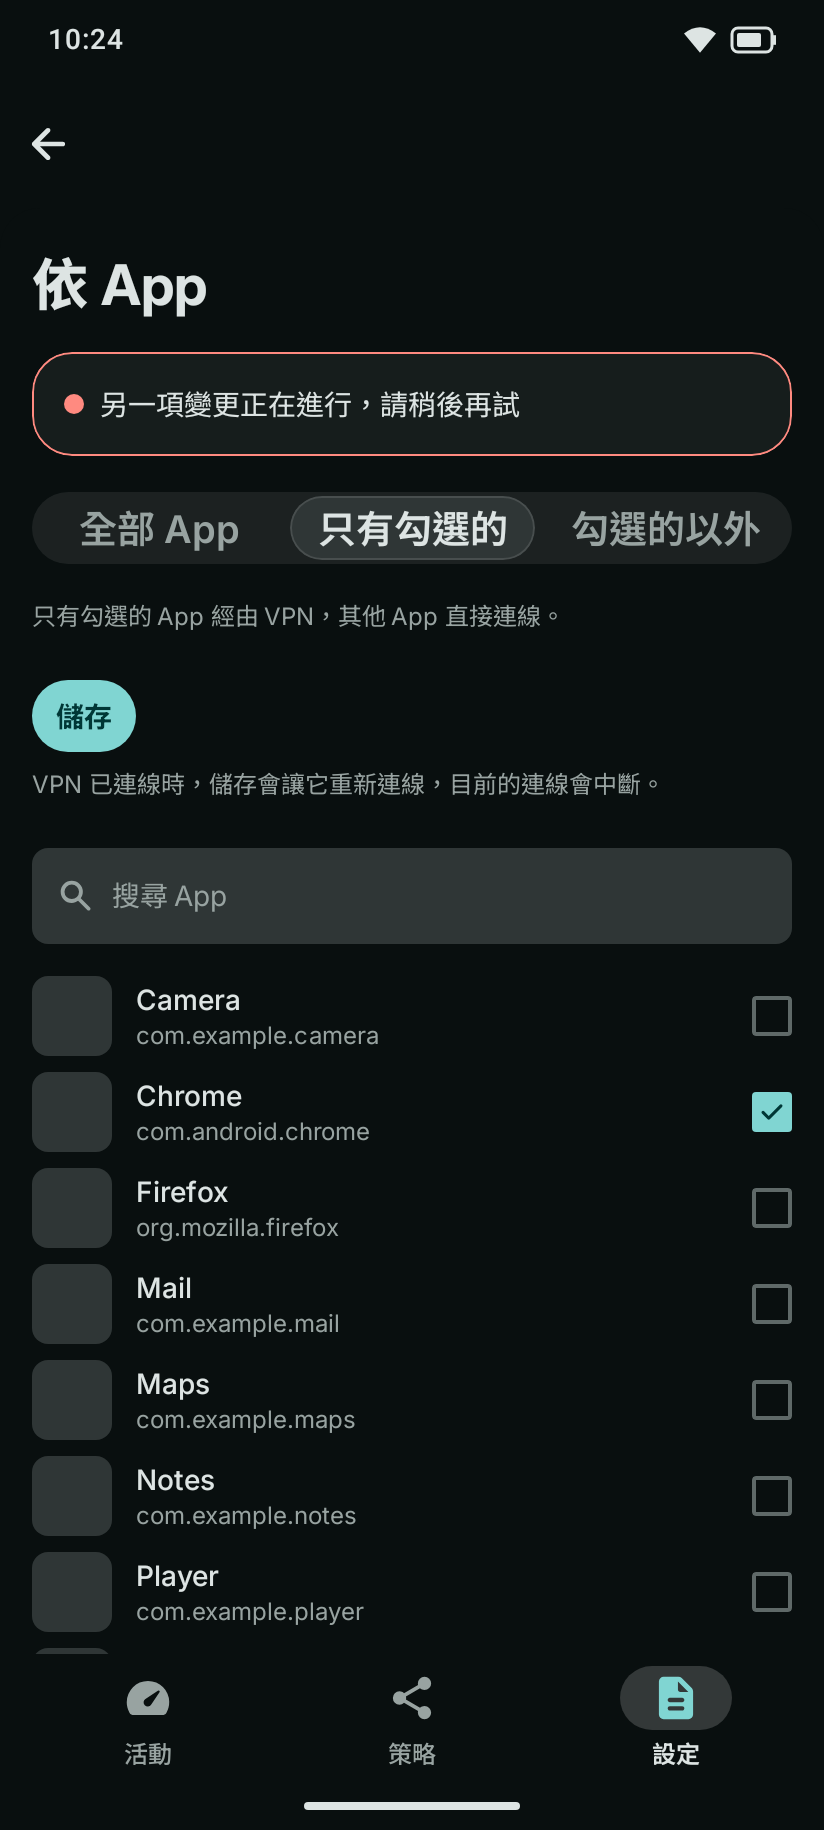 10:24
依 App
另一項變更正在進行，請稍後再試
全部 App
只有勾選的
勾選的以外
只有勾選的 App 經由 VPN，其他 App 直接連線。
儲存
VPN 已連線時，儲存會讓它重新連線，目前的連線會中斷。
搜尋 App
Camera
com.example.camera
Chrome
com.android.chrome
Firefox
org.mozilla.firefox
Mail
com.example.mail
Maps
com.example.maps
Notes
com.example.notes
Player
com.example.player
活動
策略
設定